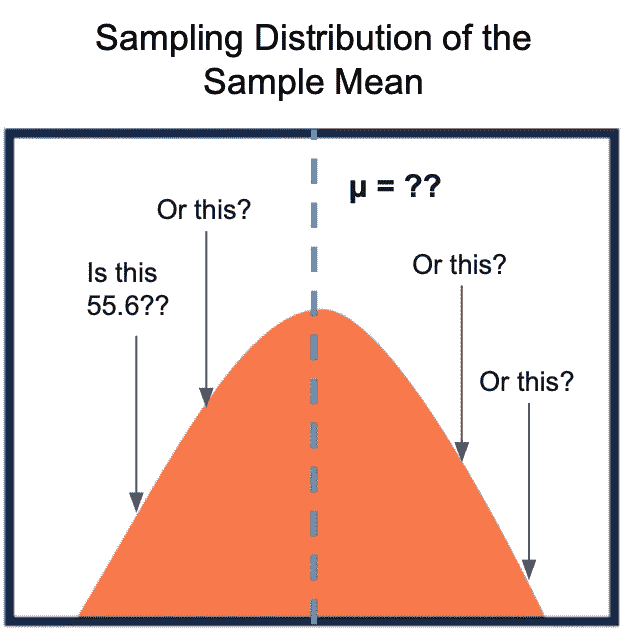 Sampling Distribution of the
Sample Mean
μ = ??
Or this?
Is this
55.6??
Or this?
Or this?